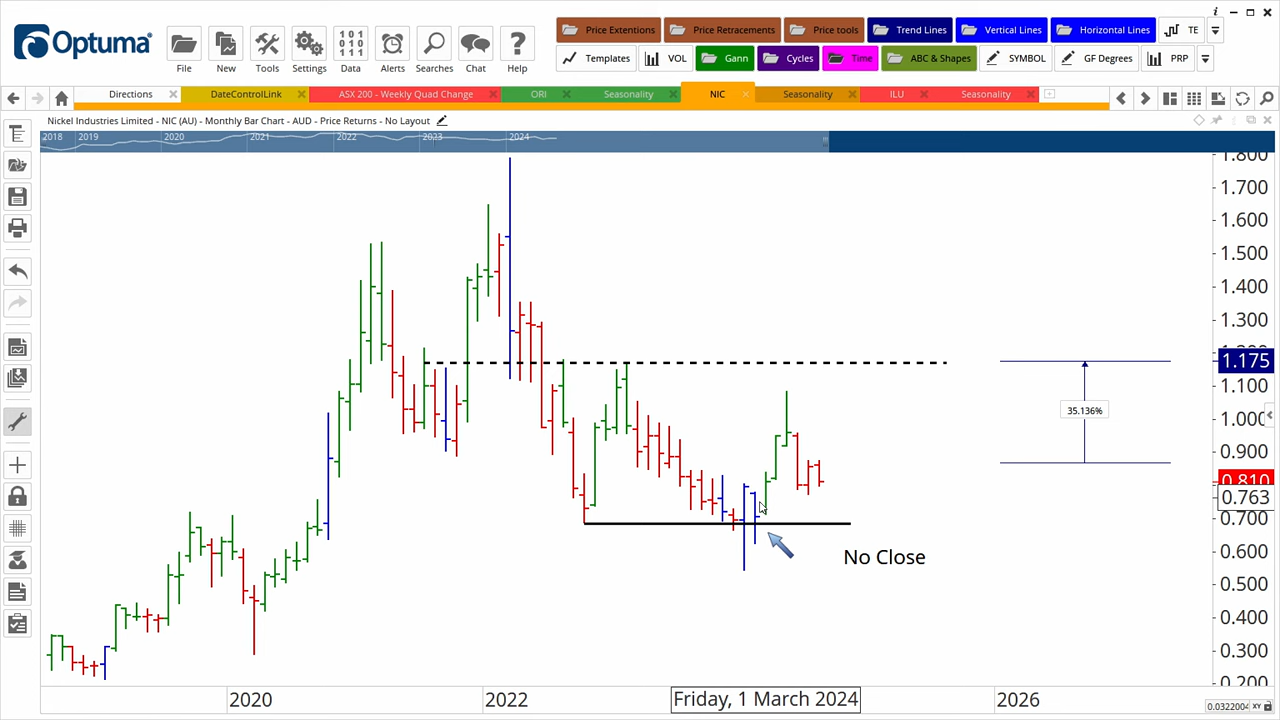 Optuma
File
New
Tools
Settings
Data
Alerts
Searches
Chat
Help
Price Extentions
Price Retracements
Price tools
Trend Lines
Vertical Lines
Horizontal Lines
TE
Templates
VOL
Gann
Cycles
Time
ABC & Shapes
SYMBOL
GF Degrees
PRP
Directions
DateControlLink
ASX 200 - Weekly Quad Change
ORI
Seasonality
NIC
Seasonality
ILU
Seasonality
Nickel Industries Limited - NIC (AU) - Monthly Bar Chart - AUD - Price Returns - No Layout
2018
2019
2020
2021
2022
2023
2024
1.800
1.700
1.600
1.500
1.400
1.300
1.175
1.100
35.136%
1.000
0.900
0.810
0.763
0.700
0.600
No Close
0.500
0.400
0.300
0.200
2020
2022
Friday, 1 March 2024
2026
XY